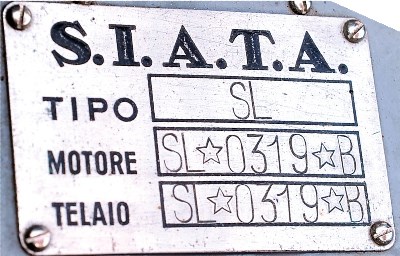 S.I.A.T.A.
TIPO SL
MOTORE SL☆0319☆B
TELAIO SL☆0319☆B